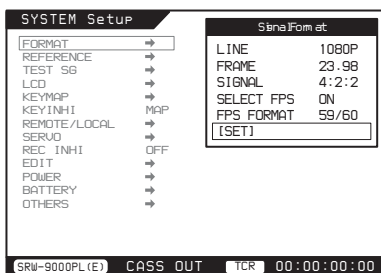 SYSTEM Setup
FORMAT →
REFERENCE →
TEST SG →
LCD →
KEYMAP →
KEYINHI MAP
REMOTE/LOCAL →
SERVO →
REC INHI OFF
EDIT →
POWER →
BATTERY →
OTHERS →
SignalFormat
LINE 1080P
FRAME 23.98
SIGNAL 4:2:2
SELECT FPS ON
FPS FORMAT 59/60
[SET]
SRW-9000PL(E) CASS OUT TCR 00:00:00:00